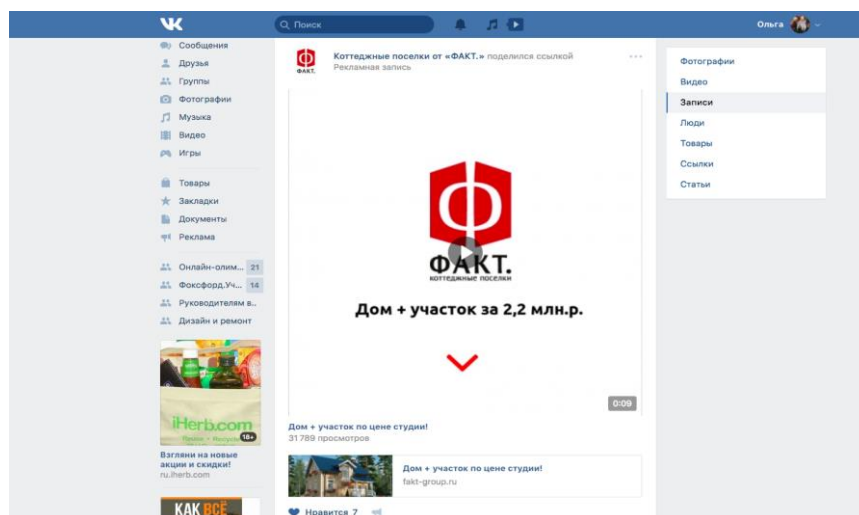 Поиск
Ольга
Сообщения
Друзья
Группы
Фотографии
Музыка
Видео
Игры
Товары
Закладки
Документы
Реклама
Онлайн-олим... 21
Фоксфорд.Уч... 14
Руководителям в..
Дизайн и ремонт
iHerb.com
18+
Взгляни на новые
акции и скидки!
ru.iherb.com
КАК ВСЁ
ФАКТ.
Коттеджные поселки от «ФАКТ.» поделился ссылкой
Рекламная запись
ФАКТ.
коттеджные поселки
Дом + участок за 2,2 млн.р.
0:09
Дом + участок по цене студии!
31 789 просмотров
Дом + участок по цене студии!
fakt-group.ru
Нравится 7
Фотографии
Видео
Записи
Люди
Товары
Ссылки
Статьи